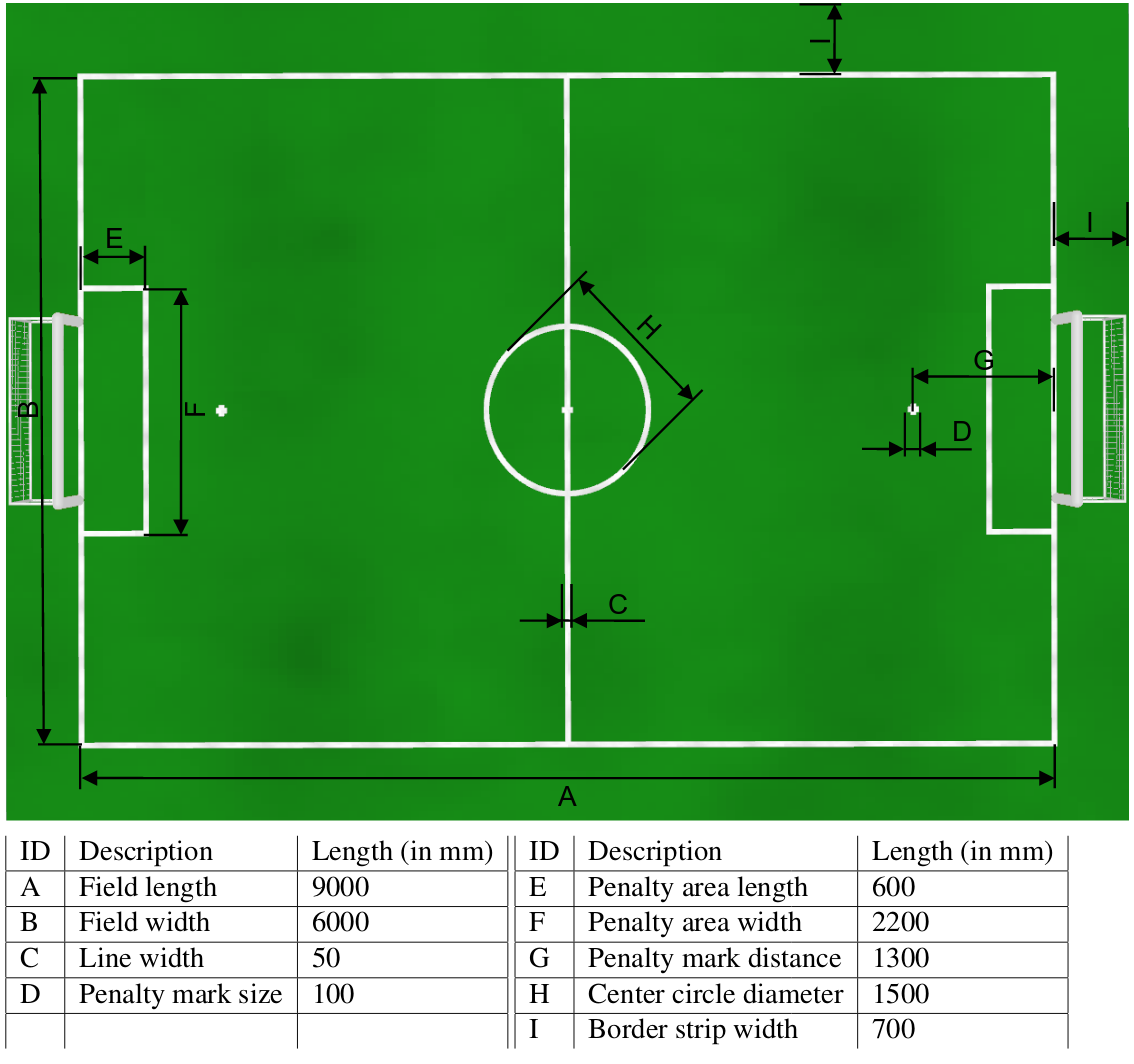 I
I
E
H
G
B
F
D
C
A
ID Description Length (in mm) ID Description Length (in mm)
A Field length 9000 E Penalty area length 600
B Field width 6000 F Penalty area width 2200
C Line width 50 G Penalty mark distance 1300
D Penalty mark size 100 H Center circle diameter 1500
I Border strip width 700